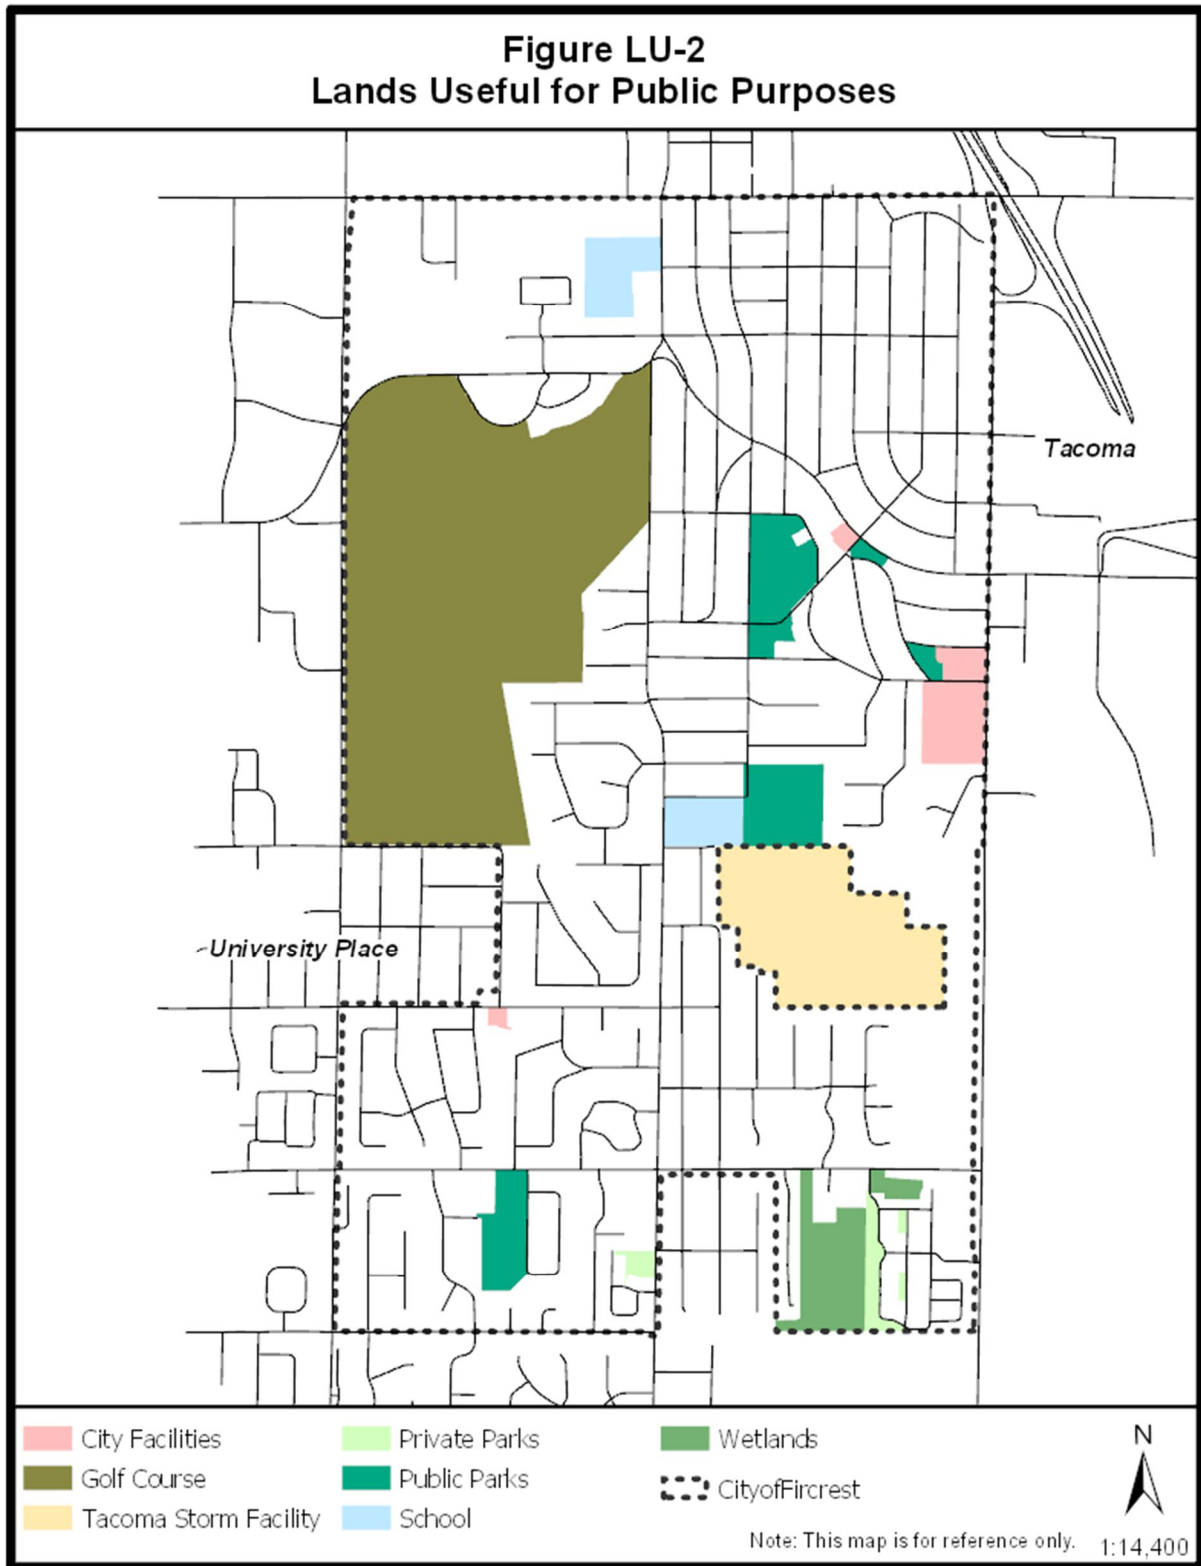 Figure LU-2
Lands Useful for Public Purposes
Tacoma
University Place
City Facilities
Golf Course
Tacoma Storm Facility
Private Parks
Public Parks
School
Wetlands
CityofFircrest
N
Note: This map is for reference only.
1:14,400